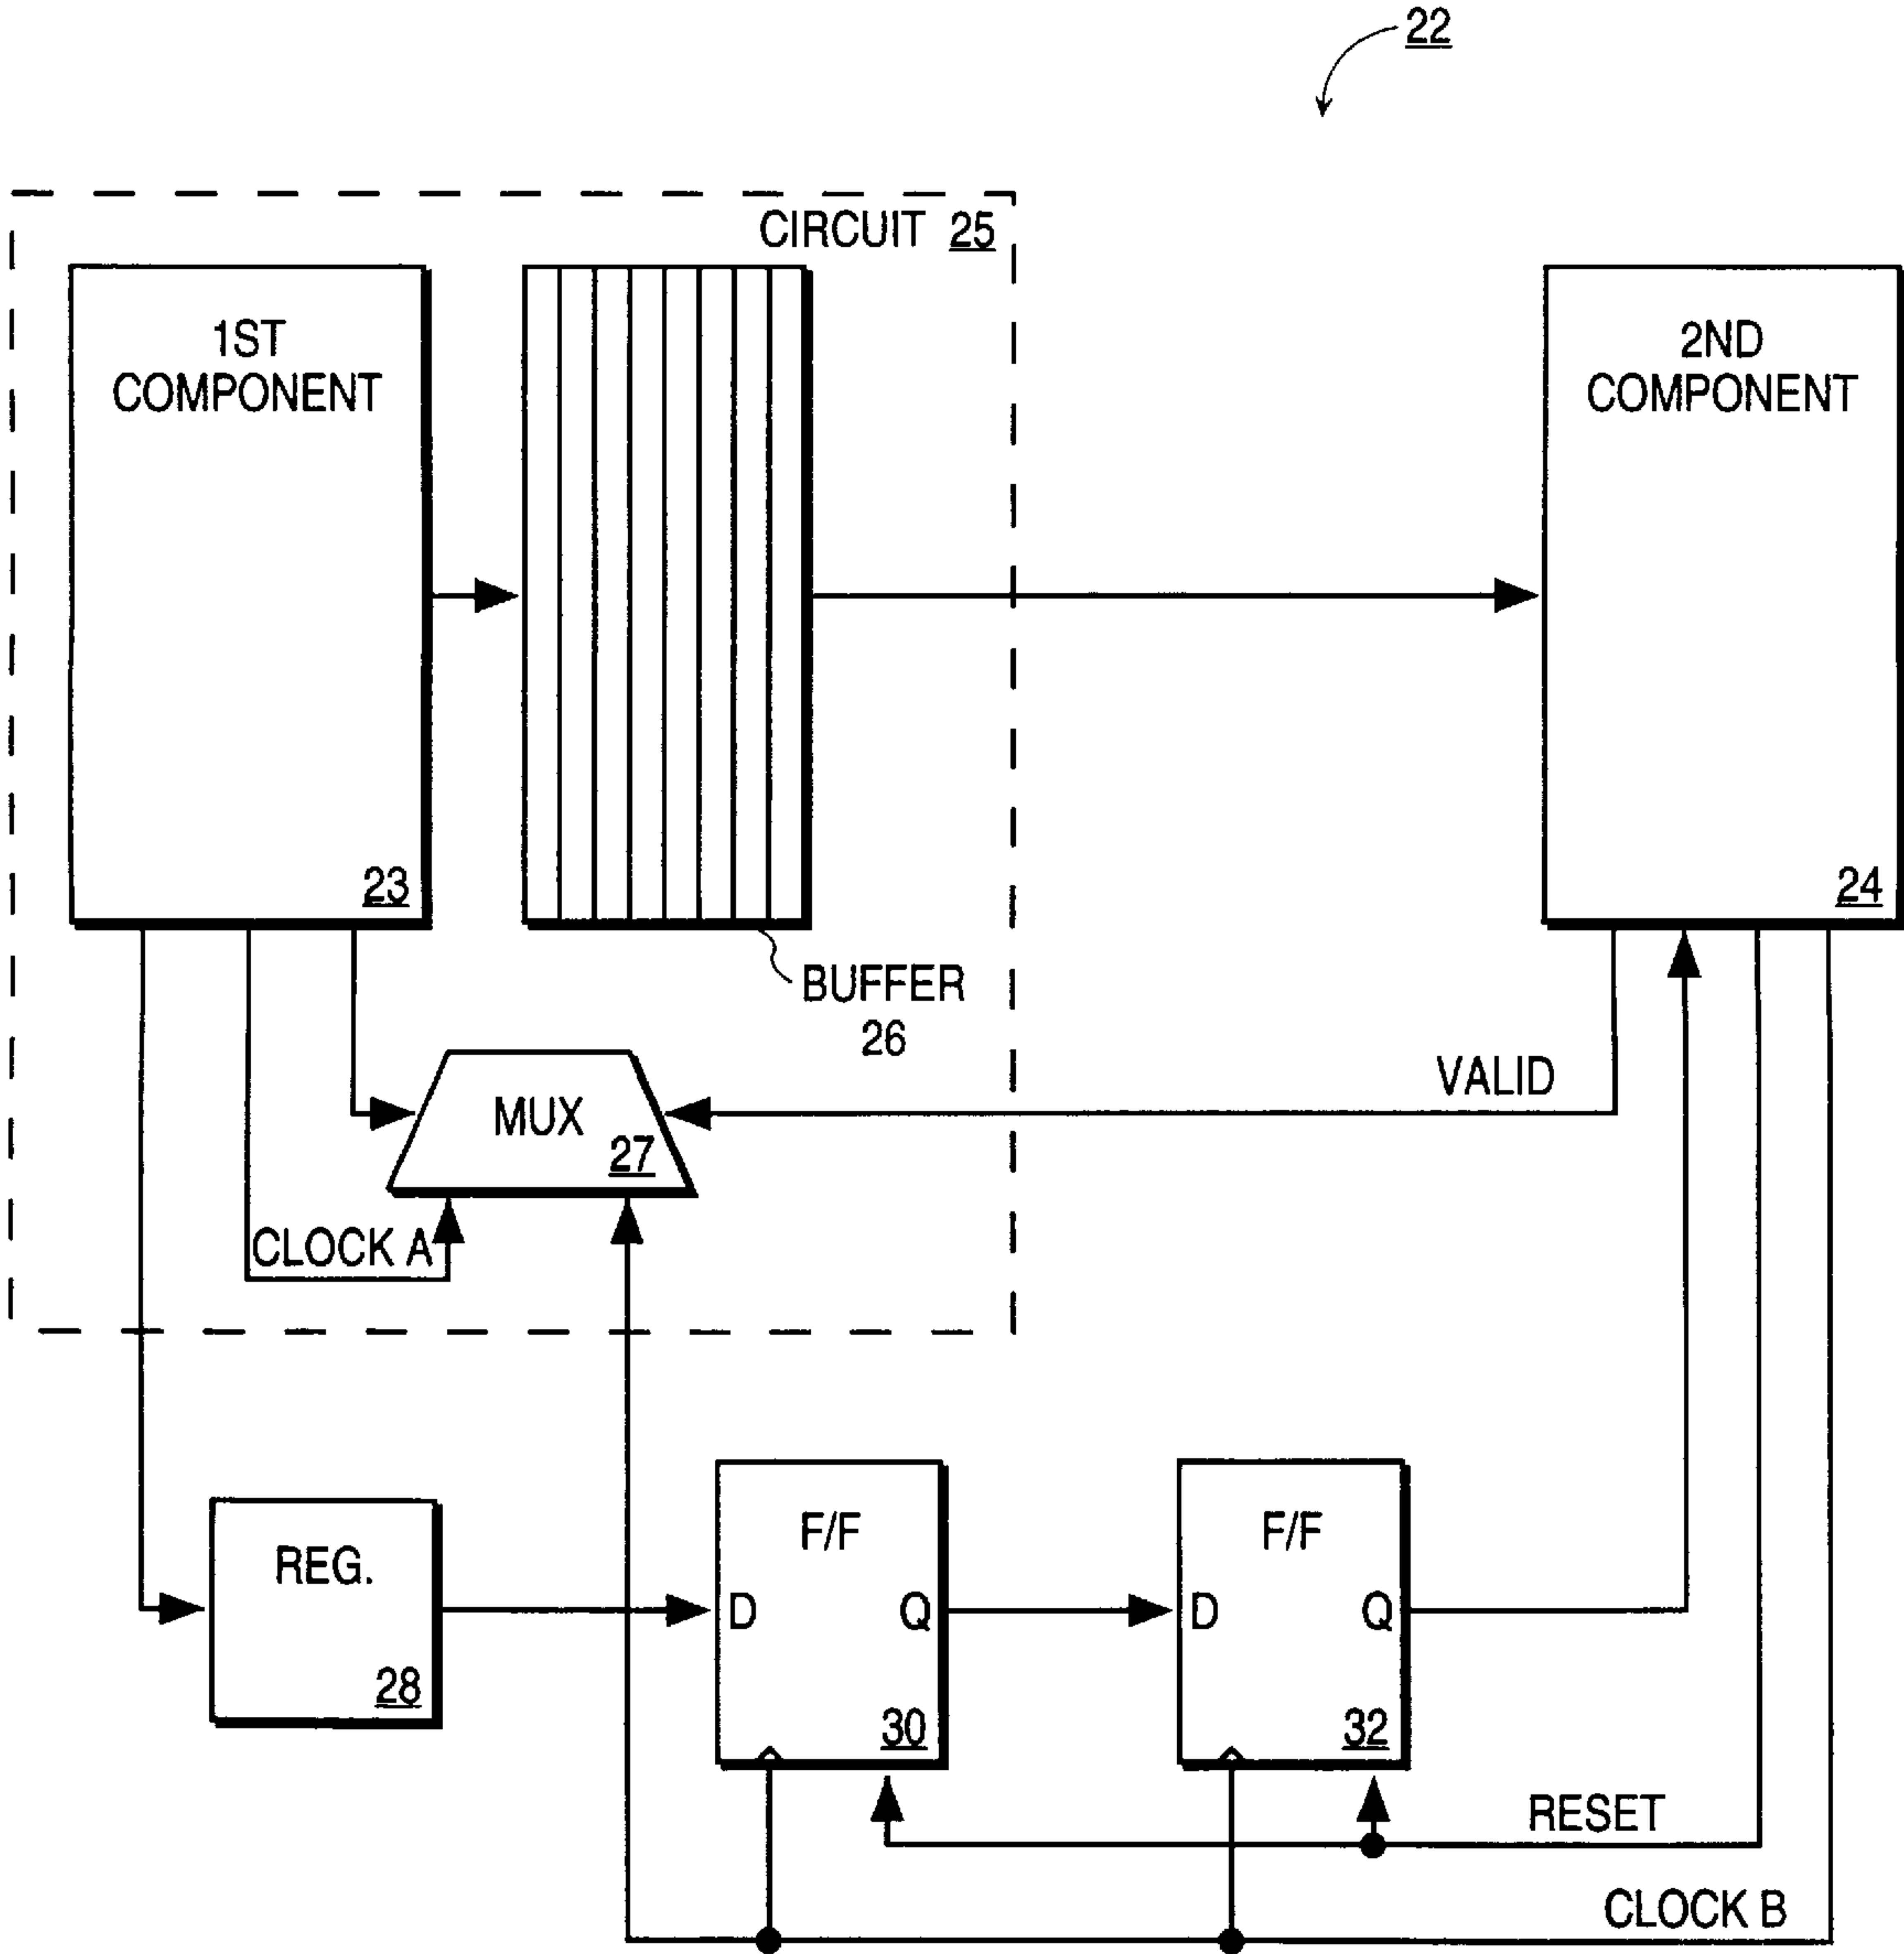 22
CIRCUIT 25
1ST
COMPONENT
23
2ND
COMPONENT
24
BUFFER
26
VALID
MUX
27
CLOCK A
REG.
28
F/F
D
Q
30
F/F
D
Q
32
RESET
CLOCK B